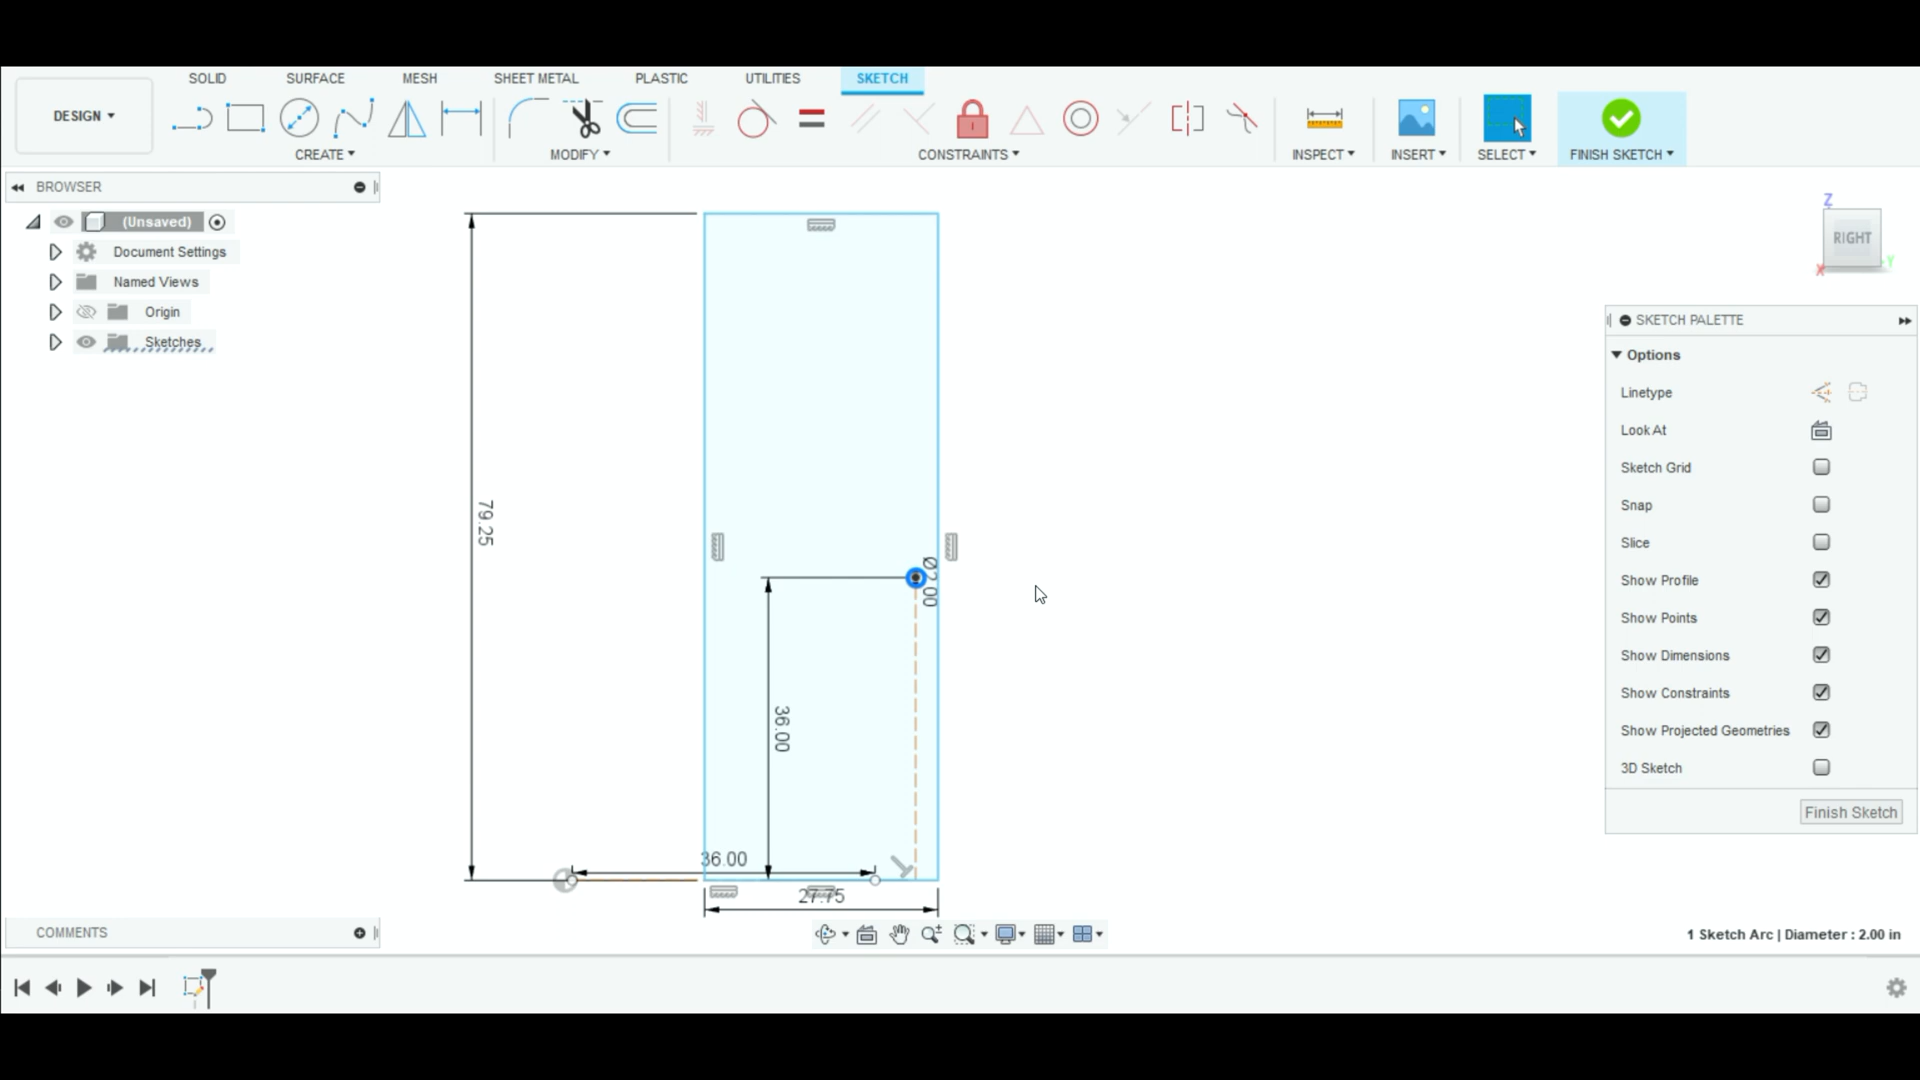 SOLID SURFACE MESH SHEET METAL PLASTIC UTILITIES SKETCH
DESIGN
CREATE MODIFY CONSTRAINTS INSPECT INSERT SELECT FINISH SKETCH
BROWSER
(Unsaved)
Document Settings
Named Views
Origin
Sketches
Z
RIGHT
X
Y
SKETCH PALETTE
Options
Linetype
Look At
Sketch Grid
Snap
Slice
Show Profile
Show Points
Show Dimensions
Show Constraints
Show Projected Geometries
3D Sketch
Finish Sketch
79.25
Ø2.00
36.00
36.00
27.75
COMMENTS
1 Sketch Arc | Diameter : 2.00 in